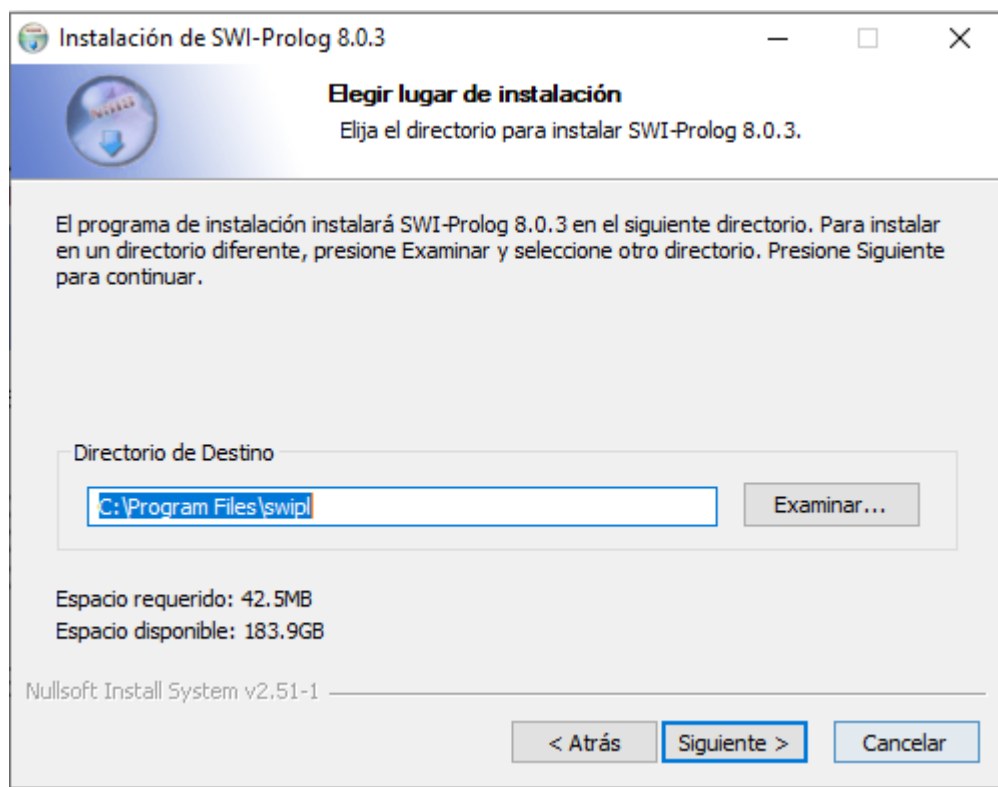 Instalación de SWI-Prolog 8.0.3
Elegir lugar de instalación
Elija el directorio para instalar SWI-Prolog 8.0.3.
El programa de instalación instalará SWI-Prolog 8.0.3 en el siguiente directorio. Para instalar
en un directorio diferente, presione Examinar y seleccione otro directorio. Presione Siguiente
para continuar.
Directorio de Destino
C:\Program Files\swipl
Examinar...
Espacio requerido: 42.5MB
Espacio disponible: 183.9GB
Nullsoft Install System v2.51-1
< Atrás
Siguiente >
Cancelar